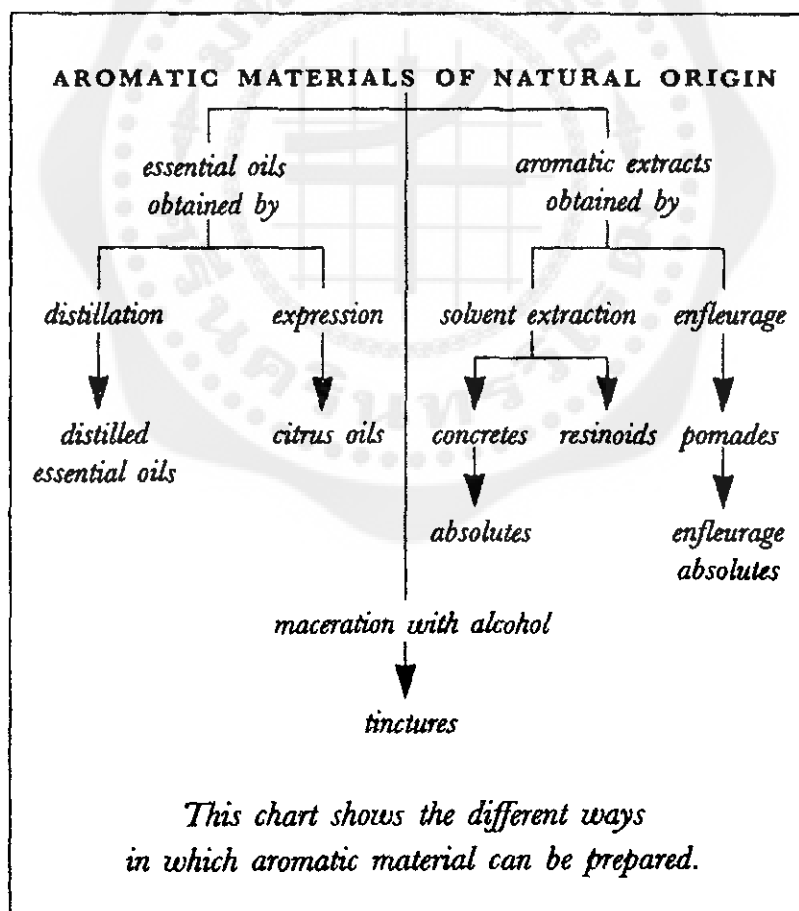 AROMATIC MATERIALS OF NATURAL ORIGIN
essential oils
obtained by
aromatic extracts
obtained by
distillation
expression
solvent extraction
enfleurage
distilled
essential oils
citrus oils
concretes
resinoids
pomades
absolutes
enfleurage
absolutes
maceration with alcohol
tinctures
This chart shows the different ways
in which aromatic material can be prepared.